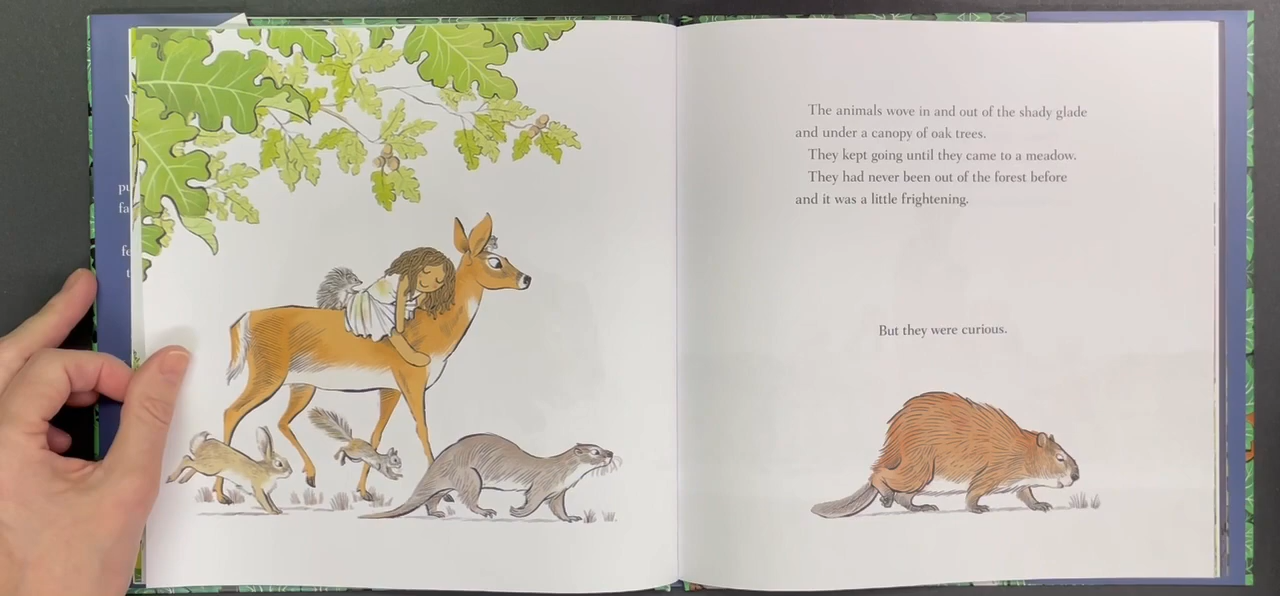 The animals wove in and out of the shady glade
and under a canopy of oak trees.
They kept going until they came to a meadow.
They had never been out of the forest before
and it was a little frightening.
But they were curious.